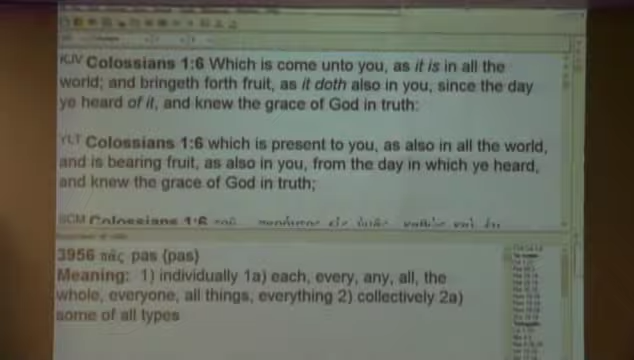 KJV Colossians 1:6 Which is come unto you, as it is in all the
world; and bringeth forth fruit, as it doth also in you, since the day
ye heard of it, and knew the grace of God in truth:
YLT Colossians 1:6 which is present to you, as also in all the world,
and is bearing fruit, as also in you, from the day in which ye heard,
and knew the grace of God in truth;
Colossians 1:6
3956 πᾶς pas {pas}
Meaning: 1) individually 1a) each, every, any, all, the
whole, everyone, all things, everything 2) collectively 2a)
some of all types